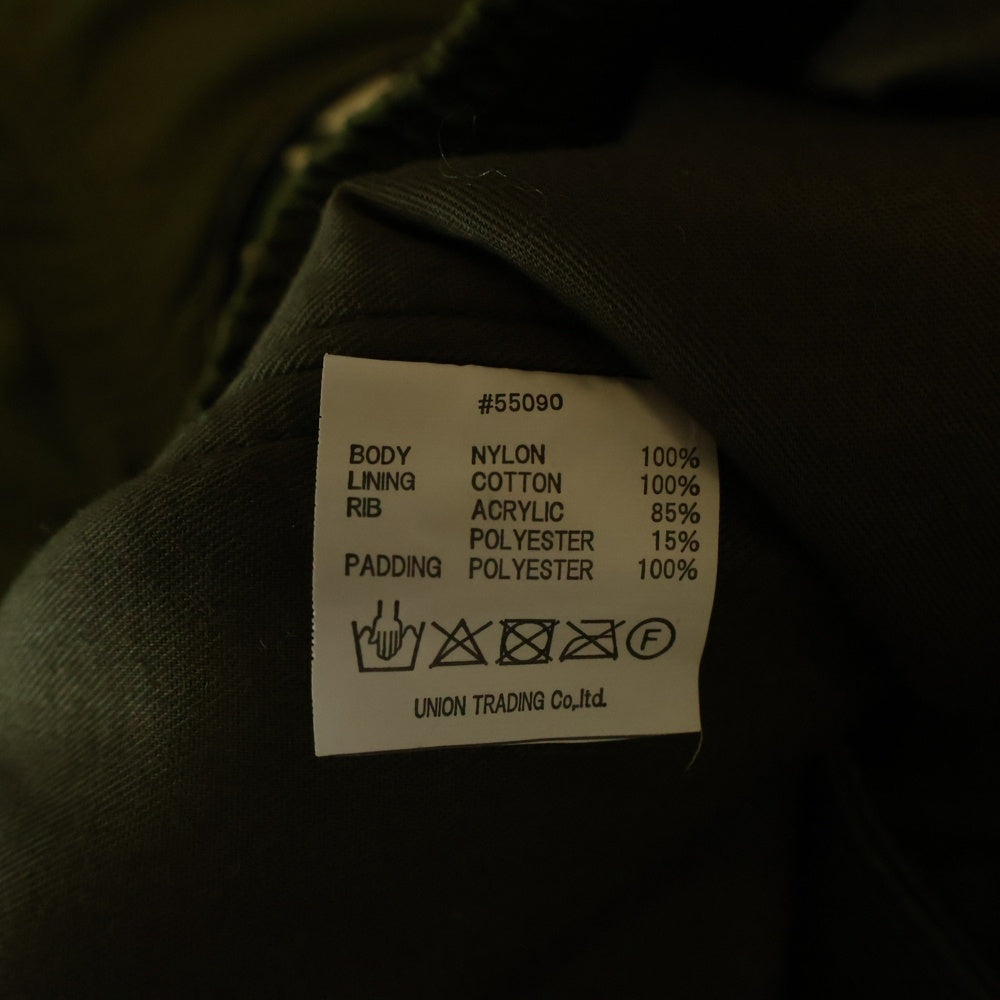 #55090
BODY NYLON 100%
LINING COTTON 100%
RIB ACRYLIC 85%
POLYESTER 15%
PADDING POLYESTER 100%
F
UNION TRADING Co,.ltd.